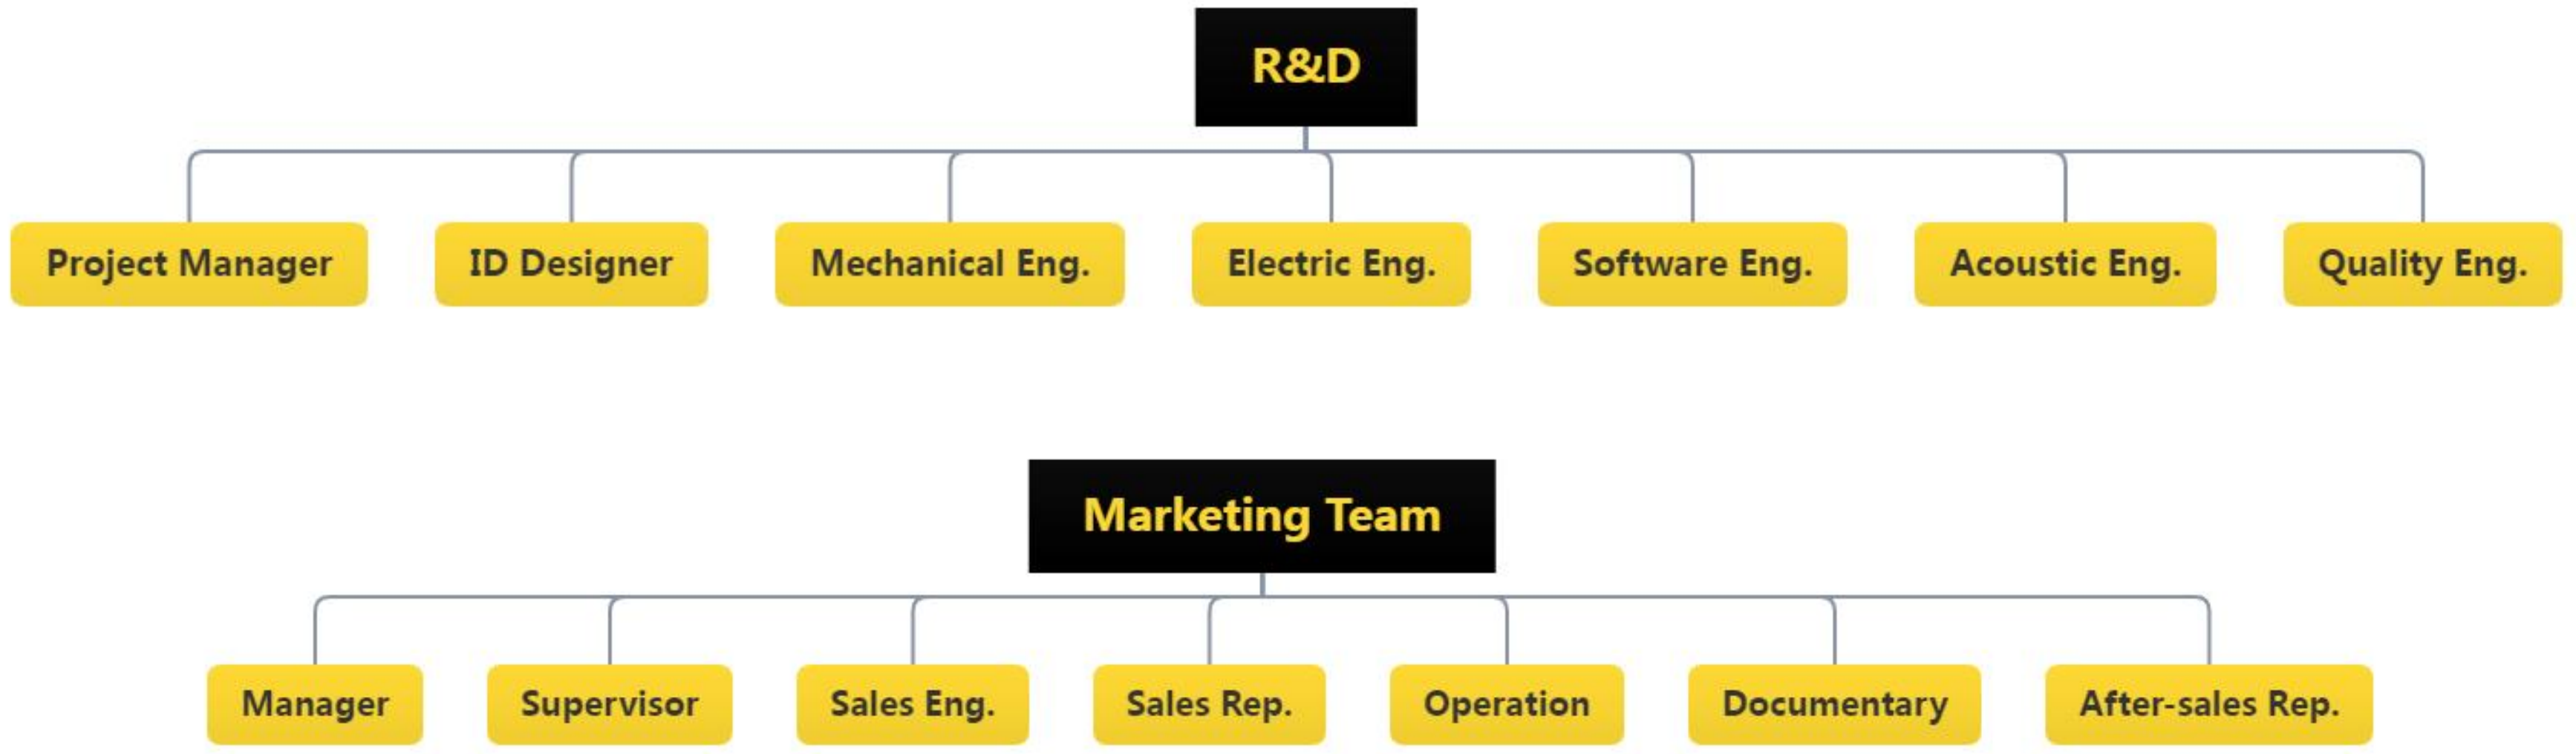 R&D
Project Manager
ID Designer
Mechanical Eng.
Electric Eng.
Software Eng.
Acoustic Eng.
Quality Eng.
Marketing Team
Manager
Supervisor
Sales Eng.
Sales Rep.
Operation
Documentary
After-sales Rep.